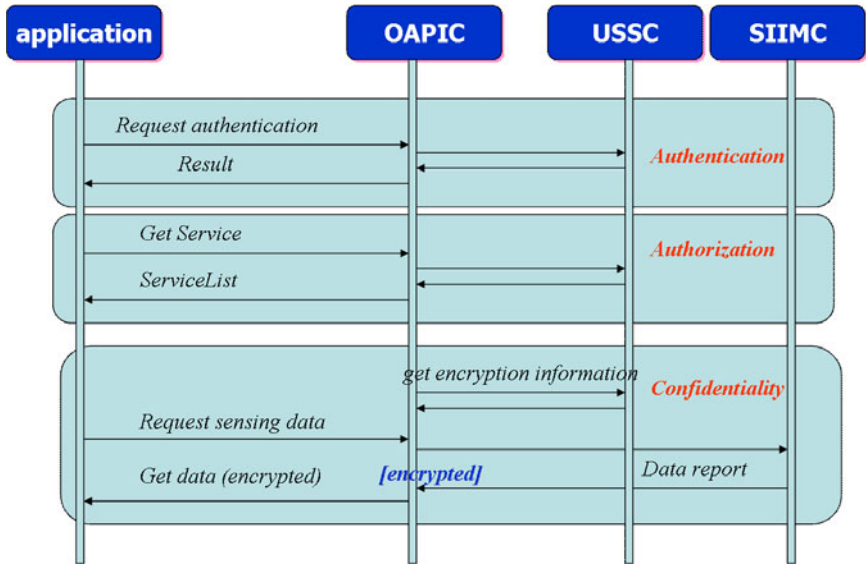 application OAPIC USSC SIIMC
Request authentication
Authentication
Result
Get Service
Authorization
ServiceList
get encryption information
Confidentiality
Request sensing data
Get data (encrypted) [encrypted] Data report